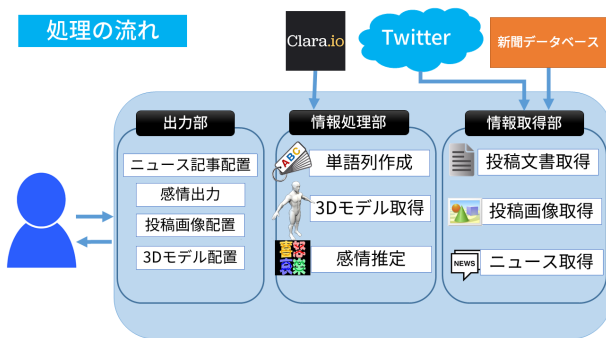 処理の流れ
Clara.io
Twitter
新聞データベース
出力部
ニュース記事配置
感情出力
投稿画像配置
3Dモデル配置
情報処理部
ABC
単語列作成
3Dモデル取得
喜怒
哀楽
感情推定
情報取得部
投稿文書取得
投稿画像取得
NEWS
ニュース取得